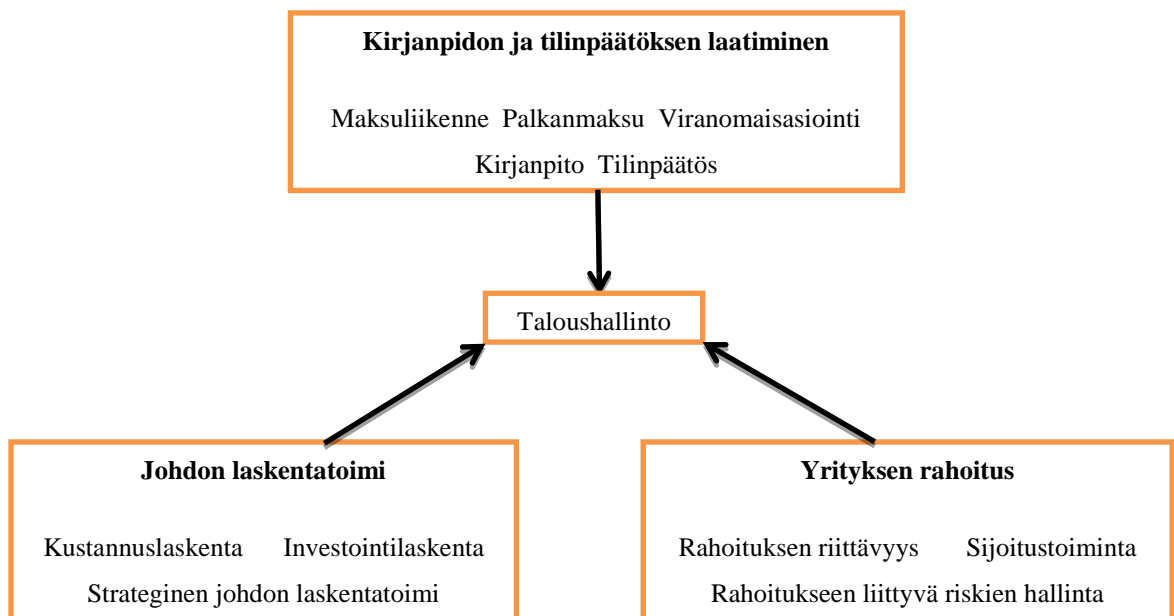 Kirjanpidon ja tilinpäätöksen laatiminen
Maksuliikenne Palkanmaksu Viranomaisasiointi
Kirjanpito Tilinpäätös
Taloushallinto
Johdon laskentatoimi
Kustannuslaskenta Investointilaskenta
Strateginen johdon laskentatoimi
Yrityksen rahoitus
Rahoituksen riittävyys Sijoitustoiminta
Rahoitukseen liittyvä riskien hallinta